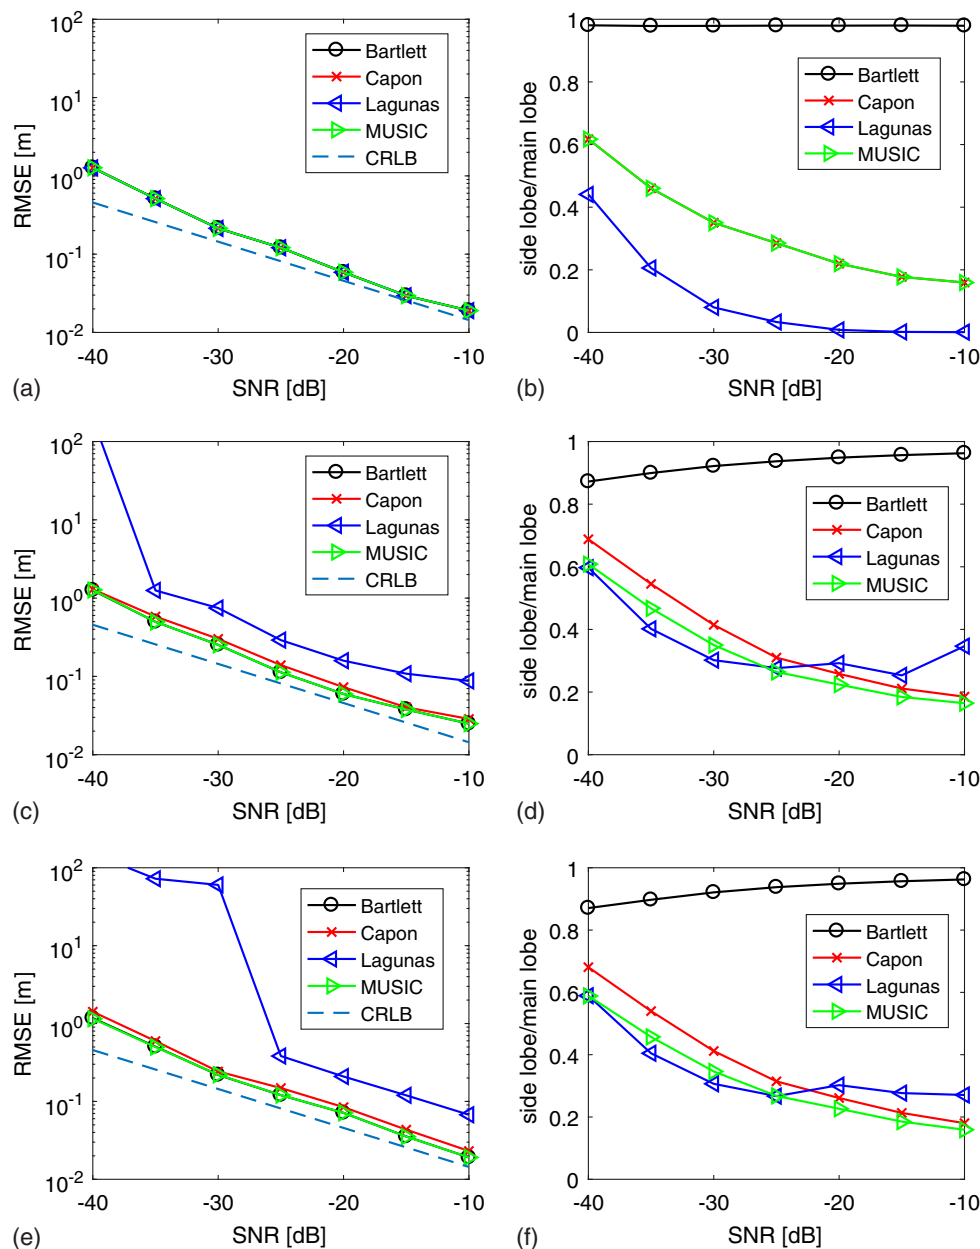 10^2
10^1
10^0
10^-1
10^-2
RMSE [m]
Bartlett
Capon
Lagunas
MUSIC
CRLB
-40
-30
-20
-10
SNR [dB]
(a)
1
0.8
0.6
0.4
0.2
0
side lobe/main lobe
Bartlett
Capon
Lagunas
MUSIC
-40
-30
-20
-10
SNR [dB]
(b)
10^2
10^1
10^0
10^-1
10^-2
RMSE [m]
Bartlett
Capon
Lagunas
MUSIC
CRLB
-40
-30
-20
-10
SNR [dB]
(c)
1
0.8
0.6
0.4
0.2
0
side lobe/main lobe
Bartlett
Capon
Lagunas
MUSIC
-40
-30
-20
-10
SNR [dB]
(d)
10^2
10^1
10^0
10^-1
10^-2
RMSE [m]
Bartlett
Capon
Lagunas
MUSIC
CRLB
-40
-30
-20
-10
SNR [dB]
(e)
1
0.8
0.6
0.4
0.2
0
side lobe/main lobe
Bartlett
Capon
Lagunas
MUSIC
-40
-30
-20
-10
SNR [dB]
(f)